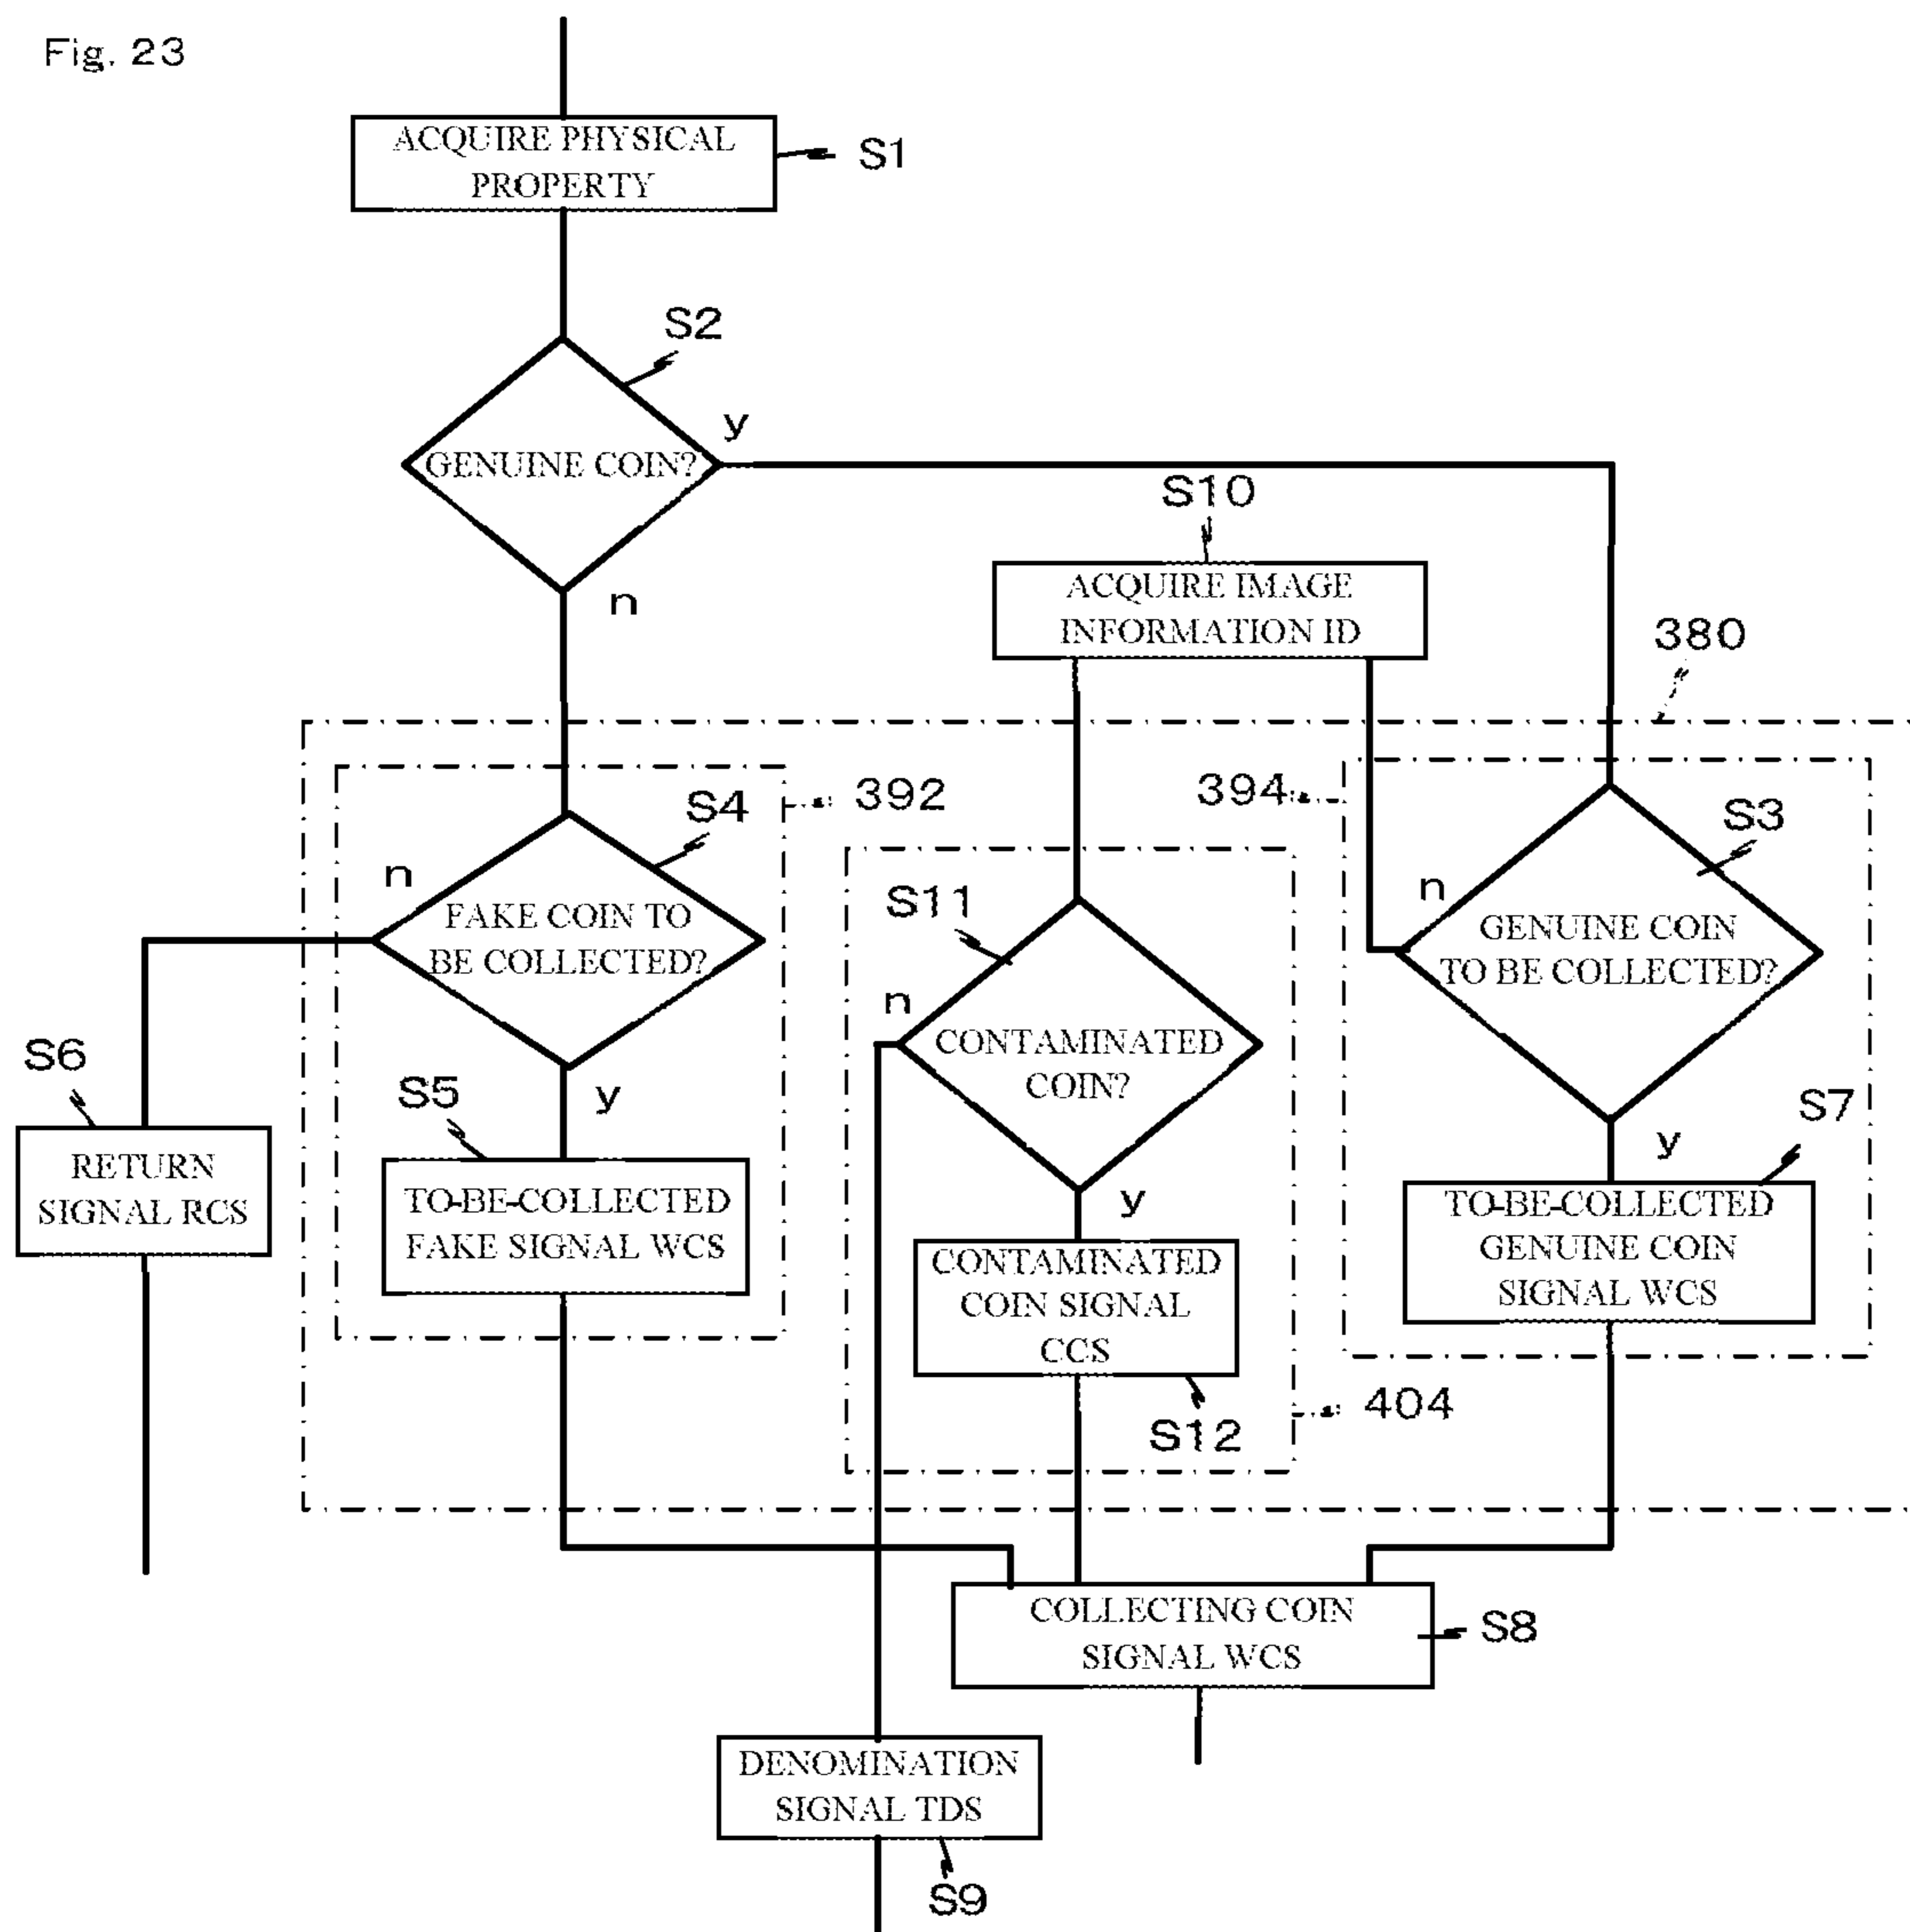 Fig. 23
ACQUIRE PHYSICAL
PROPERTY
S1
S2
GENUINE COIN?
y
n
S10
ACQUIRE IMAGE
INFORMATION ID
380
392
394
S4
n
FAKE COIN TO
BE COLLECTED?
y
S3
n
GENUINE COIN
TO BE COLLECTED?
y
S11
n
CONTAMINATED
COIN?
y
S6
RETURN
SIGNAL RCS
S5
TO-BE-COLLECTED
FAKE SIGNAL WCS
S7
TO-BE-COLLECTED
GENUINE COIN
SIGNAL WCS
CONTAMINATED
COIN SIGNAL
CCS
S12
404
COLLECTING COIN
SIGNAL WCS
S8
DENOMINATION
SIGNAL TDS
S9